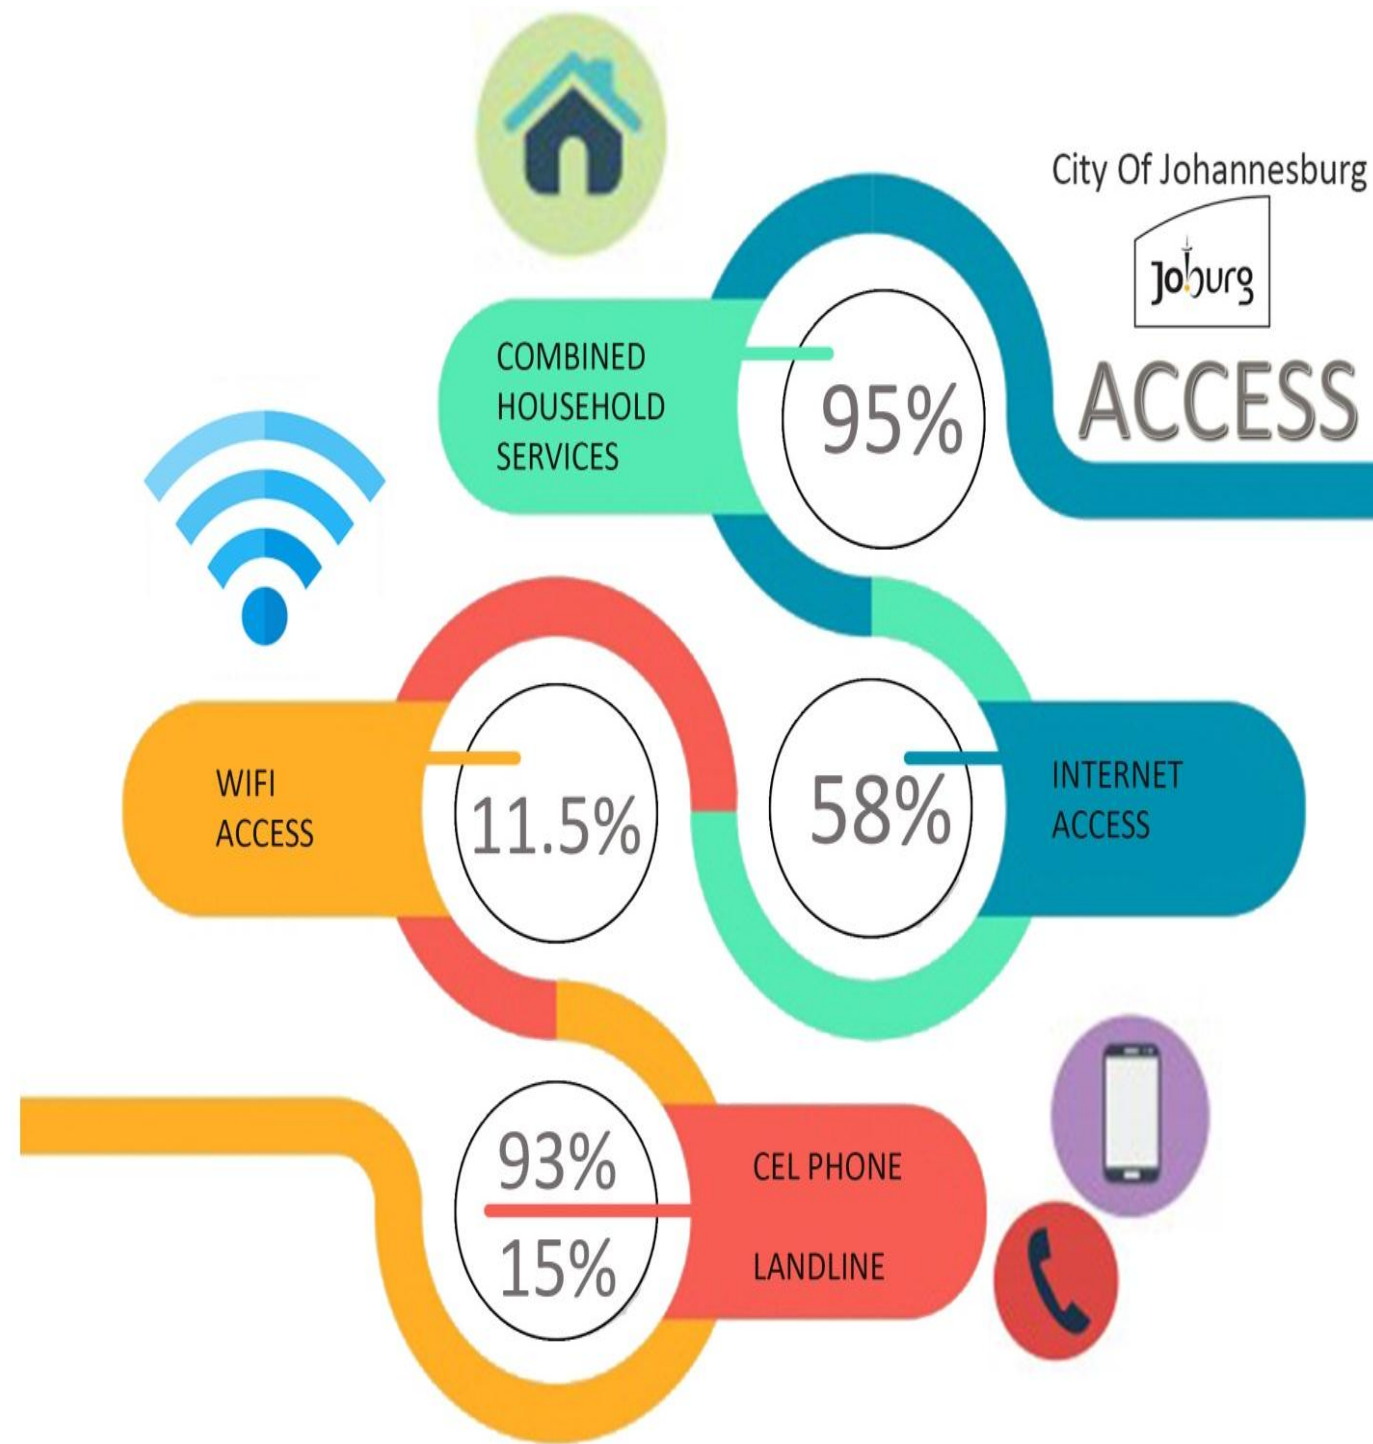 City Of Johannesburg
Joburg
ACCESS
COMBINED
HOUSEHOLD
SERVICES
95%
WIFI
ACCESS
11.5%
58%
INTERNET
ACCESS
93%
15%
CEL PHONE
LANDLINE